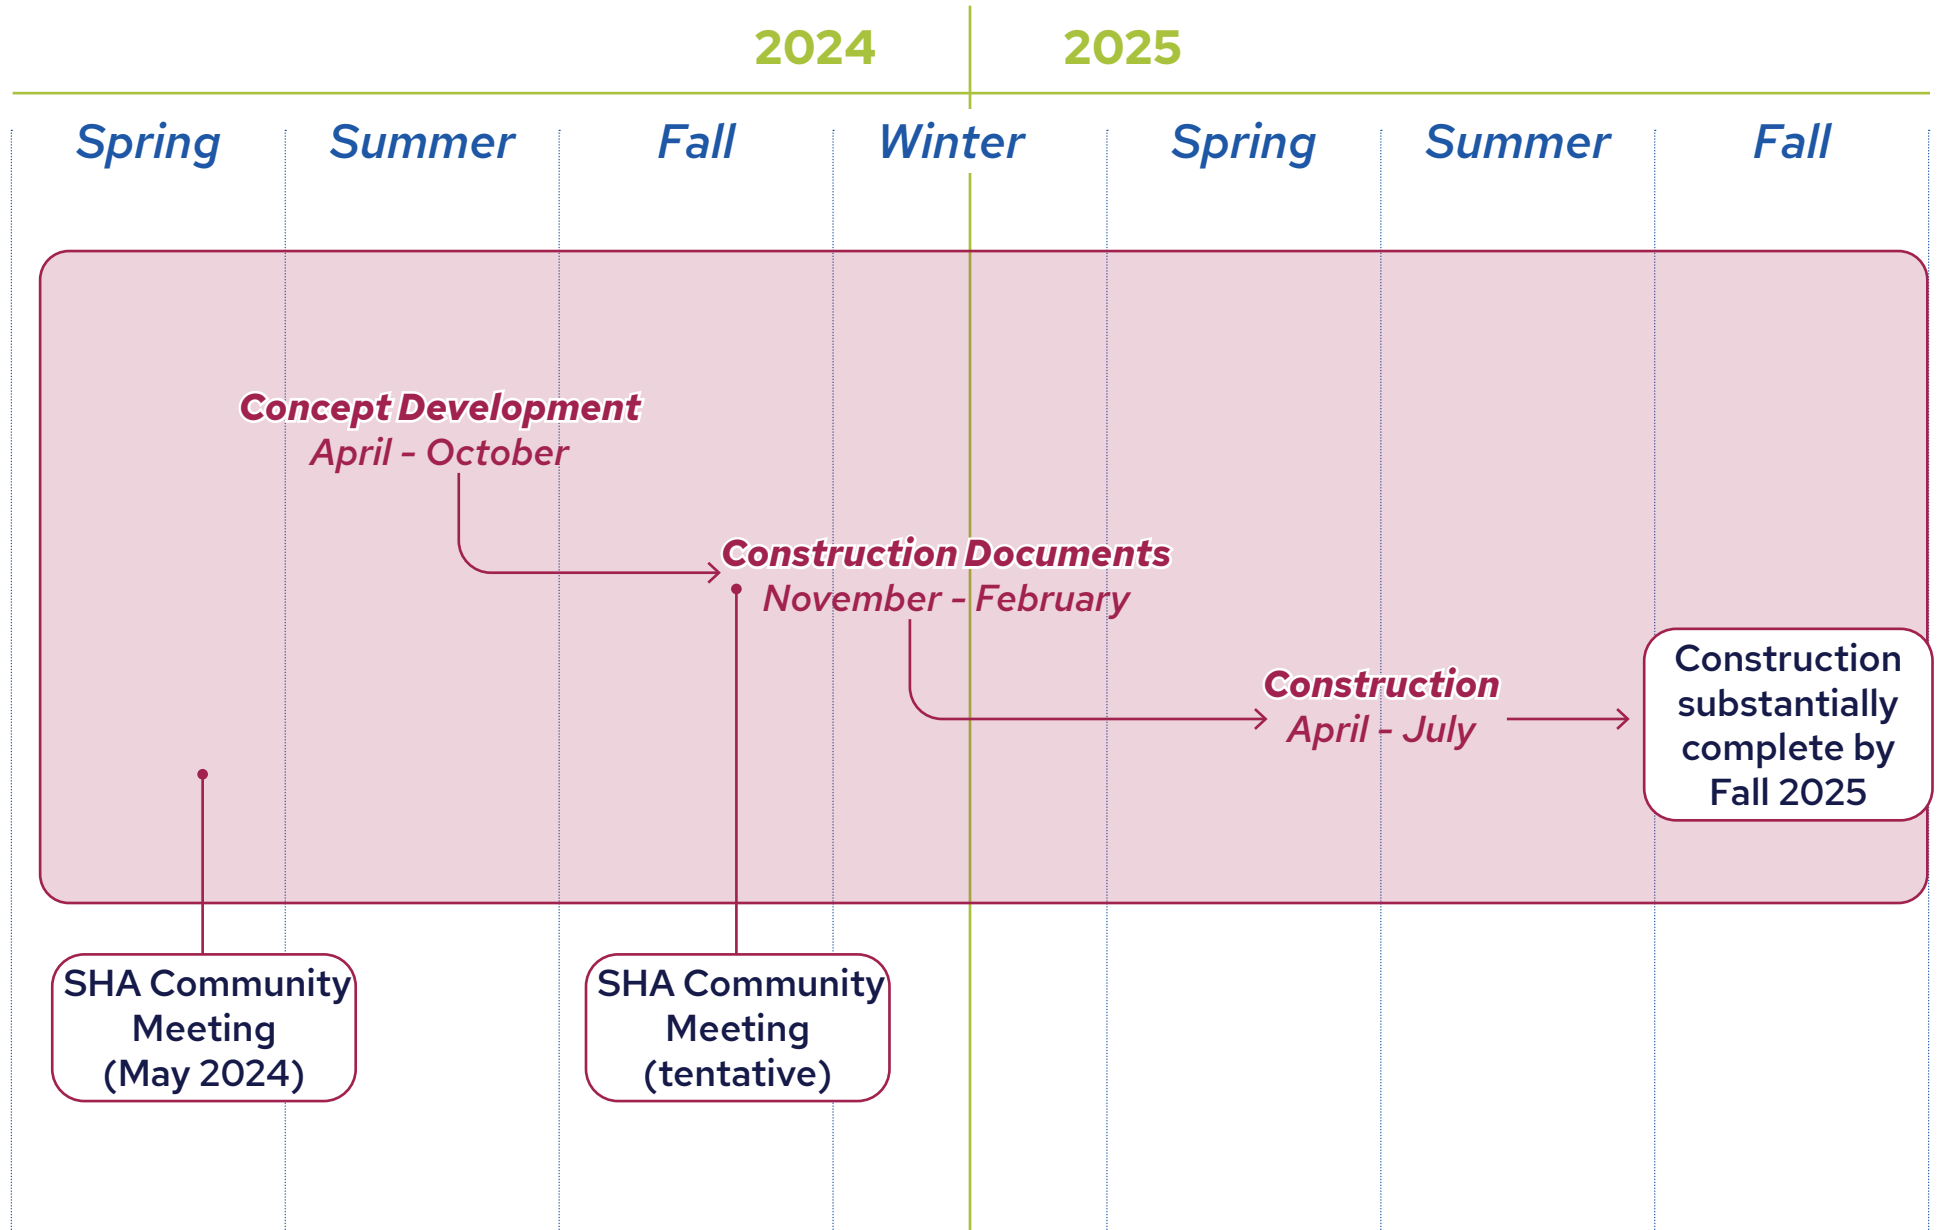 2024 2025
Spring Summer Fall Winter Spring Summer Fall
Concept Development
April - October
Construction Documents
November - February
Construction
April - July
Construction
substantially
complete by
Fall 2025
SHA Community
Meeting
(May 2024)
SHA Community
Meeting
(tentative)